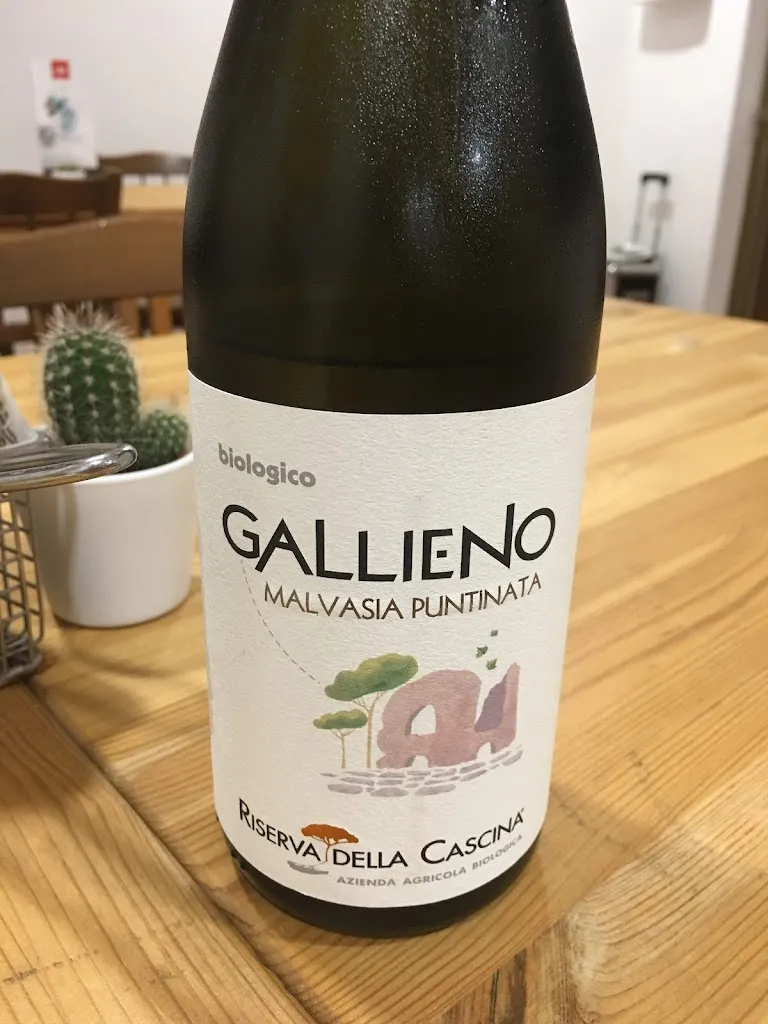 biologico
GALLIENO
MALVASIA PUNTINATA
RISERVA DELLA CASCINA
AZIENDA AGRICOLA BIOLOGICA